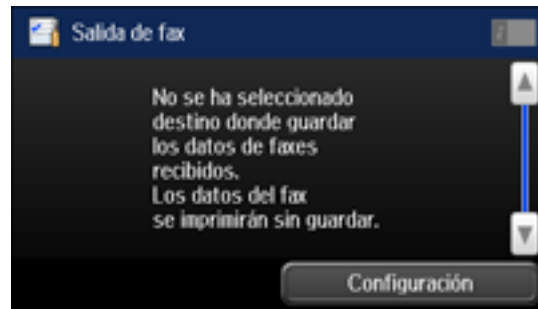 Salida de fax
No se ha seleccionado
destino donde guardar
los datos de faxes
recibidos.
Los datos del fax
se imprimirán sin guardar.
Configuración